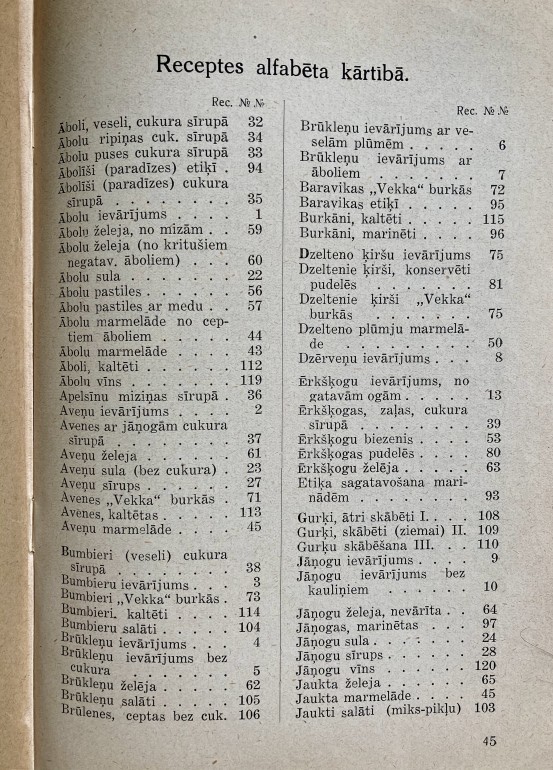 Receptes alfabēta kārtībā.
Rec. №№
Āboli, veseli, cukura sīrupā 32
Ābolu ripiņas cuk. sīrupā 34
Ābolu puses cukura sīrupā 33
Ābolīši (paradīzes) etiķī . 94
Ābolīši (paradīzes) cukura
sīrupā . . . . . . . . 35
Ābolu ievārījums . . . . 1
Ābolu želeja, no mizām . . 59
Ābolu želeja (no kritušiem
negatav. āboliem) . . . 60
Ābolu sula . . . . . . . 22
Ābolu pastiles . . . . . . 56
Ābolu pastiles ar medu . . 57
Ābolu marmelāde no cep-
tiem āboliem . . . . . 44
Ābolu marmelāde . . . . 43
Āboli, kaltēti . . . . . . 112
Ābolu vīns . . . . . . . 119
Apelsīnu miziņas sīrupā . 36
Aveņu ievārījums . . . . 2
Avenes ar jāņogām cukura
sīrupā . . . . . . . . 37
Aveņu želeja . . . . . . 61
Aveņu sula (bez cukura) . 23
Aveņu sīrups . . . . . . 27
Avenes „Vekka" burkās . 71
Avenes, kaltētas . . . . . 113
Aveņu marmelāde . . . . 45
Bumbieri (veseli) cukura
sīrupā . . . . . . . . 38
Bumbieru ievārījums . . . 3
Bumbieri „Vekka" burkās . 73
Bumbieri. kaltēti . . . . . 114
Bumbieru salāti . . . . . 104
Brūkleņu ievārījums . . . 4
Brūkleņu ievārījums bez
cukura . . . . . . . 5
Brūkleņu želēja . . . . . 62
Brūkleņu salāti . . . . . 105
Brūlenes, ceptas bez cuk. 106
Rec. №№
Brūkleņu ievārījums ar ve-
selām plūmēm . . . . . 6
Brūkleņu ievārījums ar
āboliem . . . . . . . 7
Baravikas „Vekka" burkās 72
Baravikas etiķī . . . . . 95
Burkāni, kaltēti . . . . . 115
Burkāni, marinēti . . . . 96
Dzelteno ķiršu ievārījums 75
Dzeltenie ķirši, konservēti
pudelēs . . . . . . . 81
Dzeltenie ķirši „Vekka"
burkās . . . . . . . . 75
Dzelteno plūmju marmelā-
de . . . . . . . . . . 50
Dzērveņu ievārījums . . . 8
Ērkšķogu ievārījums, no
gatavām ogām . . . . . 13
Ērkšķogas, zaļas, cukura
sīrupā . . . . . . . . 39
Ērkšķogu biezenis . . . . 53
Ērkšķogas pudelēs . . . . 80
Ērkšķogu želēja . . . . . 63
Etiķa sagatavošana mari-
nādēm . . . . . . . . 93
Gurķi, ātri skābēti I. . . . 108
Gurķi, skābēti (ziemai) II. 109
Gurķu skābēšana III. . . 110
Jāņogu ievārījums . . . . 9
Jāņogu ievārījums bez
kauliņiem . . . . . . 10
Jāņogu želeja, nevārīta . . 64
Jāņogas, marinētas . . . . 97
Jāņogu sula . . . . . . . 24
Jāņogu sīrups . . . . . . 28
Jāņogu vīns . . . . . . . 120
Jaukta želeja . . . . . . 65
Jaukta marmelāde . . . . 45
Jaukti salāti (miks-pikļu) 103
45